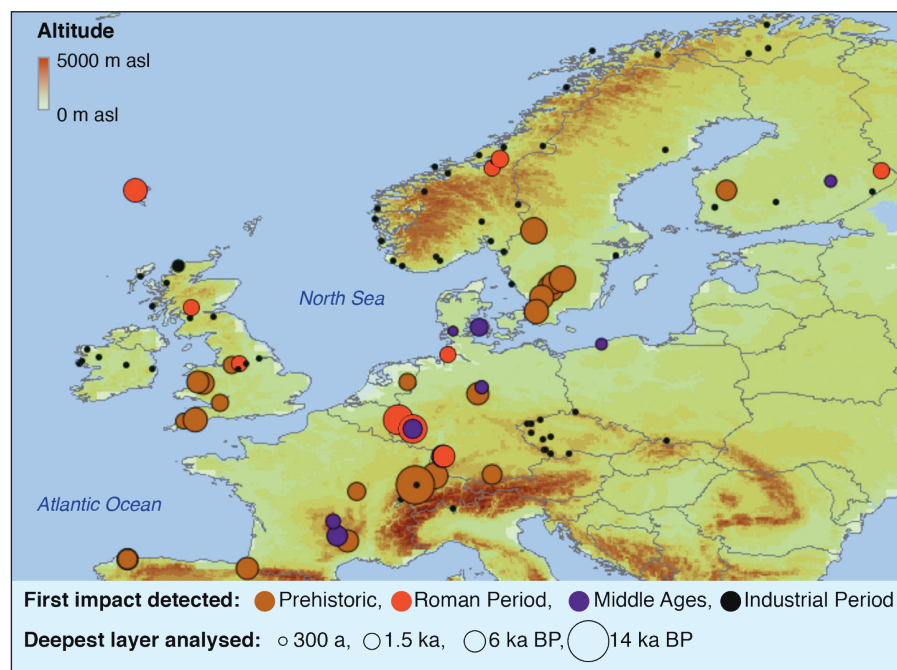 Altitude
5000 m asl
0 m asl
North Sea
Atlantic Ocean
First impact detected: Prehistoric, Roman Period, Middle Ages, Industrial Period
Deepest layer analysed: 300 a, 1.5 ka, 6 ka BP, 14 ka BP